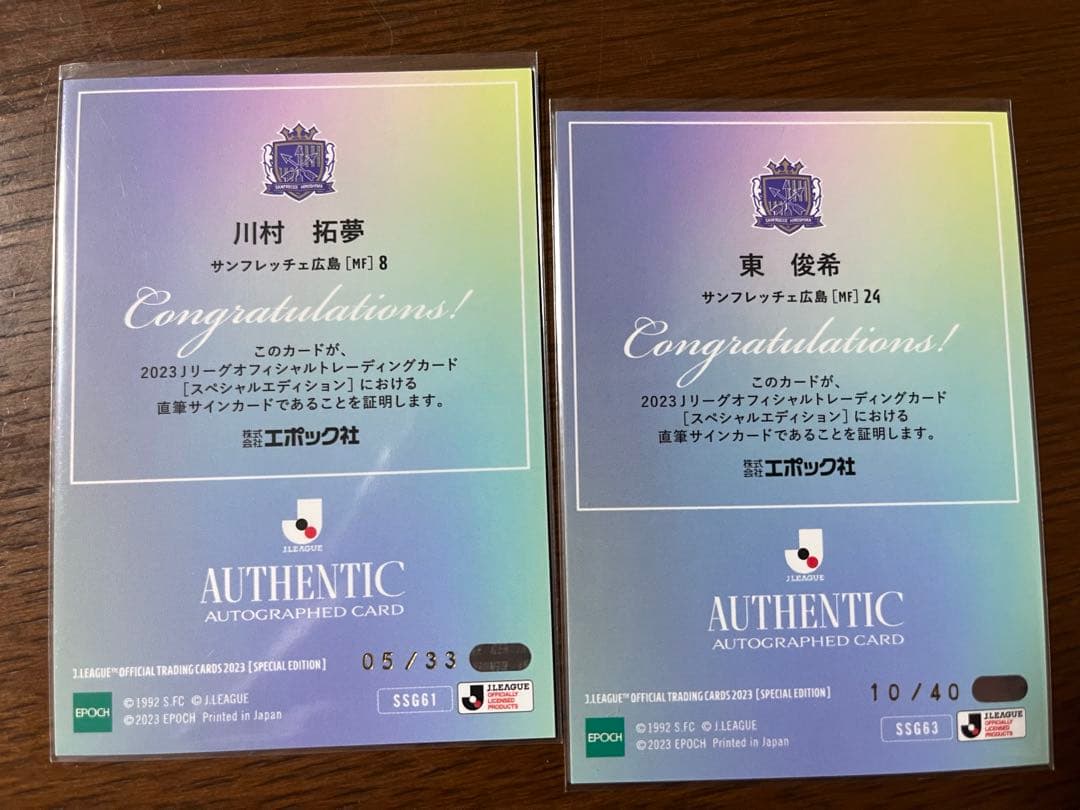 SANFRECCE HIROSHIMA
川村　拓夢
サンフレッチェ広島［MF］8
Congratulations!
このカードが、
2023 Jリーグオフィシャルトレーディングカード
［スペシャルエディション］における
直筆サインカードであることを証明します。
株式会社エポック社
J.LEAGUE
AUTHENTIC
AUTOGRAPHED CARD
J.LEAGUE™ OFFICIAL TRADING CARDS 2023 [SPECIAL EDITION]
05/33
EPOCH
©1992 S.FC ©J.LEAGUE
©2023 EPOCH Printed in Japan
SSG61
J.LEAGUE
OFFICIALLY
LICENSED
PRODUCTS
SANFRECCE HIROSHIMA
東　俊希
サンフレッチェ広島［MF］24
Congratulations!
このカードが、
2023 Jリーグオフィシャルトレーディングカード
［スペシャルエディション］における
直筆サインカードであることを証明します。
株式会社エポック社
J.LEAGUE
AUTHENTIC
AUTOGRAPHED CARD
J.LEAGUE™ OFFICIAL TRADING CARDS 2023 [SPECIAL EDITION]
10/40
EPOCH
©1992 S.FC ©J.LEAGUE
©2023 EPOCH Printed in Japan
SSG63
J.LEAGUE
OFFICIALLY
LICENSED
PRODUCTS